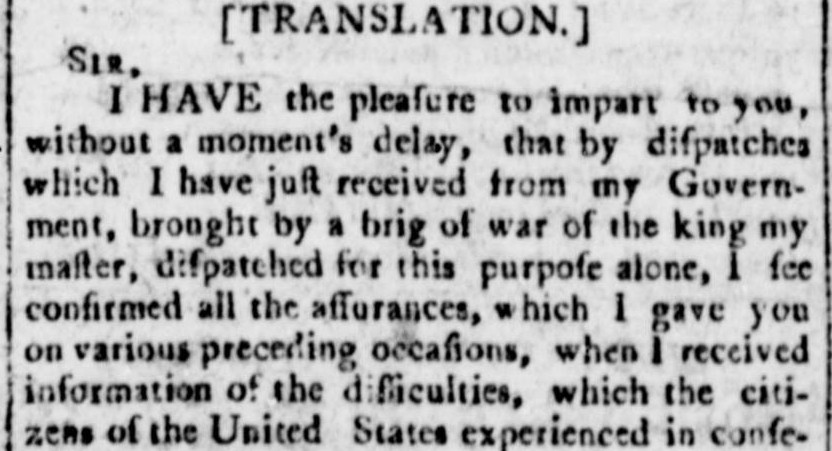 [TRANSLATION.]
SIR,
I HAVE the pleaſure to impart to you,
without a moment's delay, that by diſpatches
which I have juſt received from my Govern-
ment, brought by a brig of war of the king my
maſter, diſpatched for this purpoſe alone, I ſee
confirmed all the aſſurances, which I gave you
on various preceding occaſions, when I received
information of the difficulties, which the citi-
zens of the United States experienced in conſe-